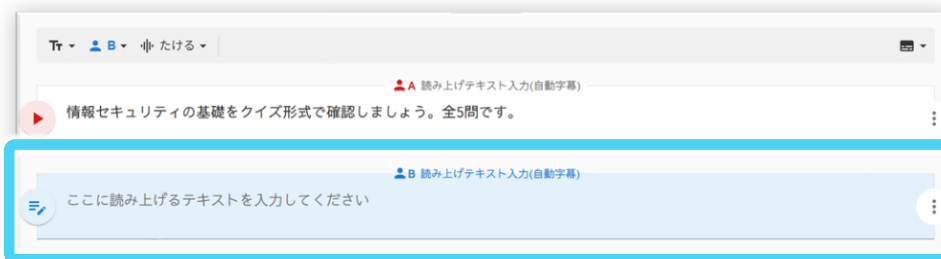 Tт B たける
A 読み上げテキスト入力(自動字幕)
情報セキュリティの基礎をクイズ形式で確認しましょう。全5問です。
B 読み上げテキスト入力(自動字幕)
ここに読み上げるテキストを入力してください